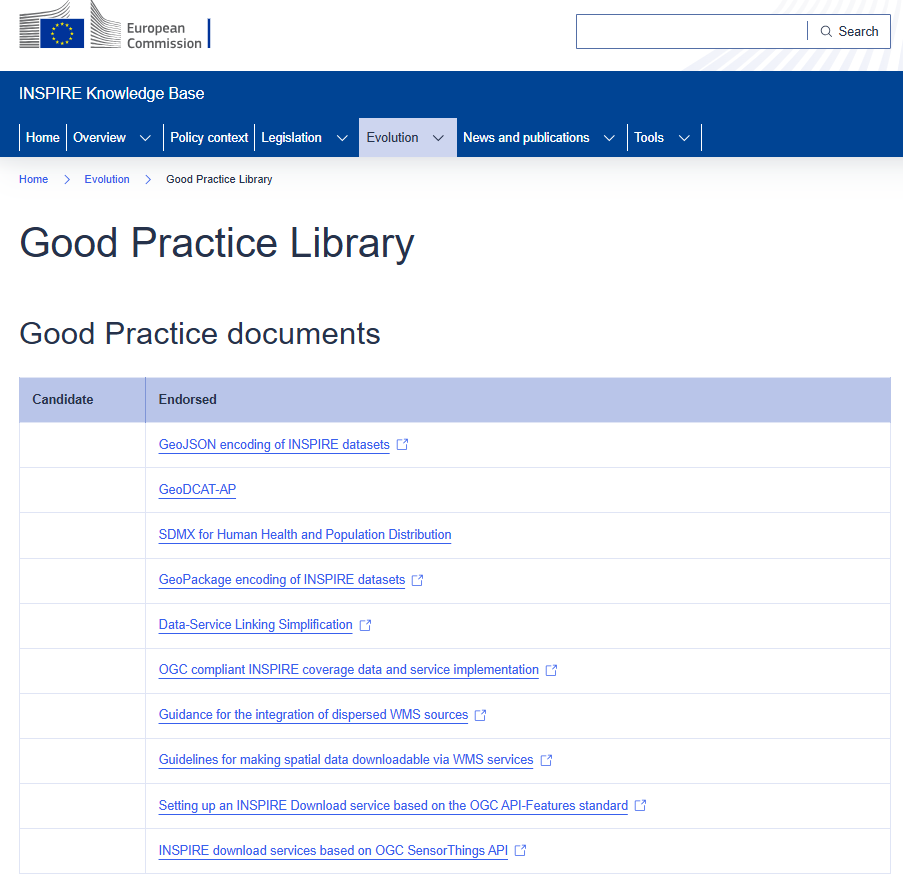 European
Commission
Search
INSPIRE Knowledge Base
Home Overview Policy context Legislation Evolution News and publications Tools
Home Evolution Good Practice Library
Good Practice Library
Good Practice documents
Candidate Endorsed
GeoJSON encoding of INSPIRE datasets
GeoDCAT-AP
SDMX for Human Health and Population Distribution
GeoPackage encoding of INSPIRE datasets
Data-Service Linking Simplification
OGC compliant INSPIRE coverage data and service implementation
Guidance for the integration of dispersed WMS sources
Guidelines for making spatial data downloadable via WMS services
Setting up an INSPIRE Download service based on the OGC API-Features standard
INSPIRE download services based on OGC SensorThings API